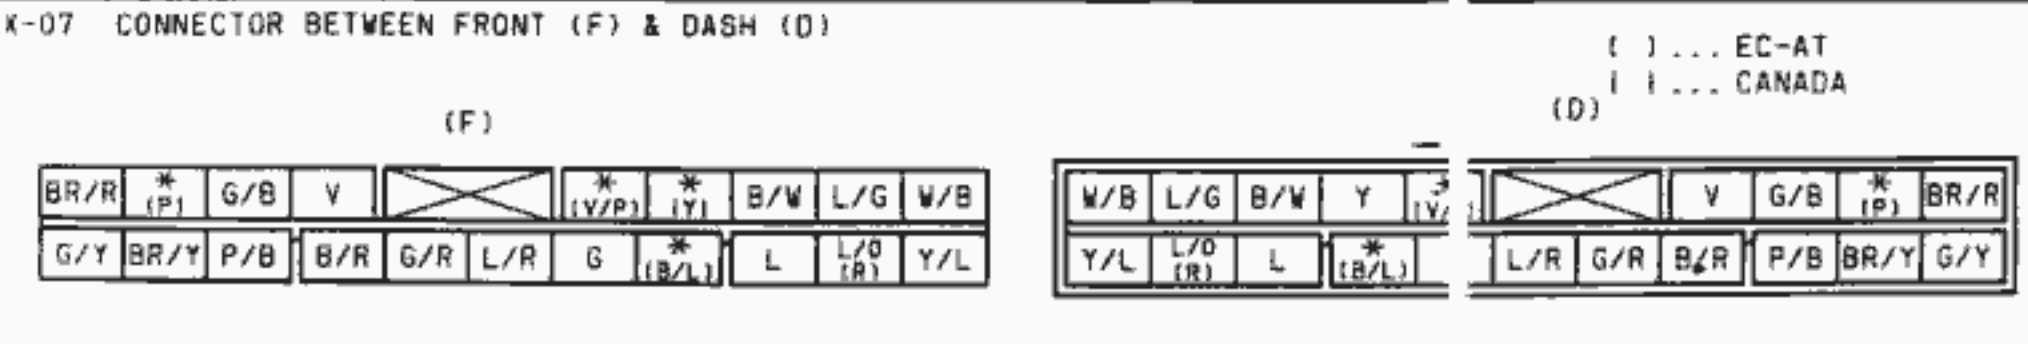 X-07 CONNECTOR BETWEEN FRONT (F) & DASH (D)
( )... EC-AT
{ }... CANADA
(F)
(D)
BR/R * (P) G/B V * (V/P) * (Y) B/W L/G W/B
G/Y BR/Y P/B B/R G/R L/R G * (B/L) L L/O (R) Y/L
W/B L/G B/W Y * V G/B * (P) BR/R
Y/L L/O (R) L * (B/L) L/R G/R B/R P/B BR/Y G/Y